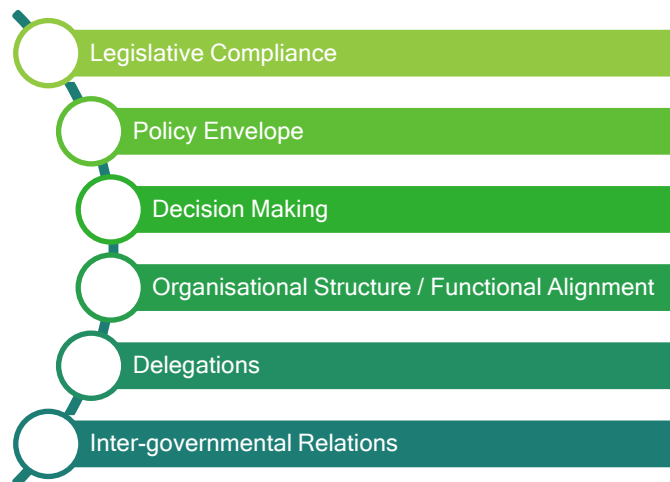 Legislative Compliance
Policy Envelope
Decision Making
Organisational Structure / Functional Alignment
Delegations
Inter-governmental Relations